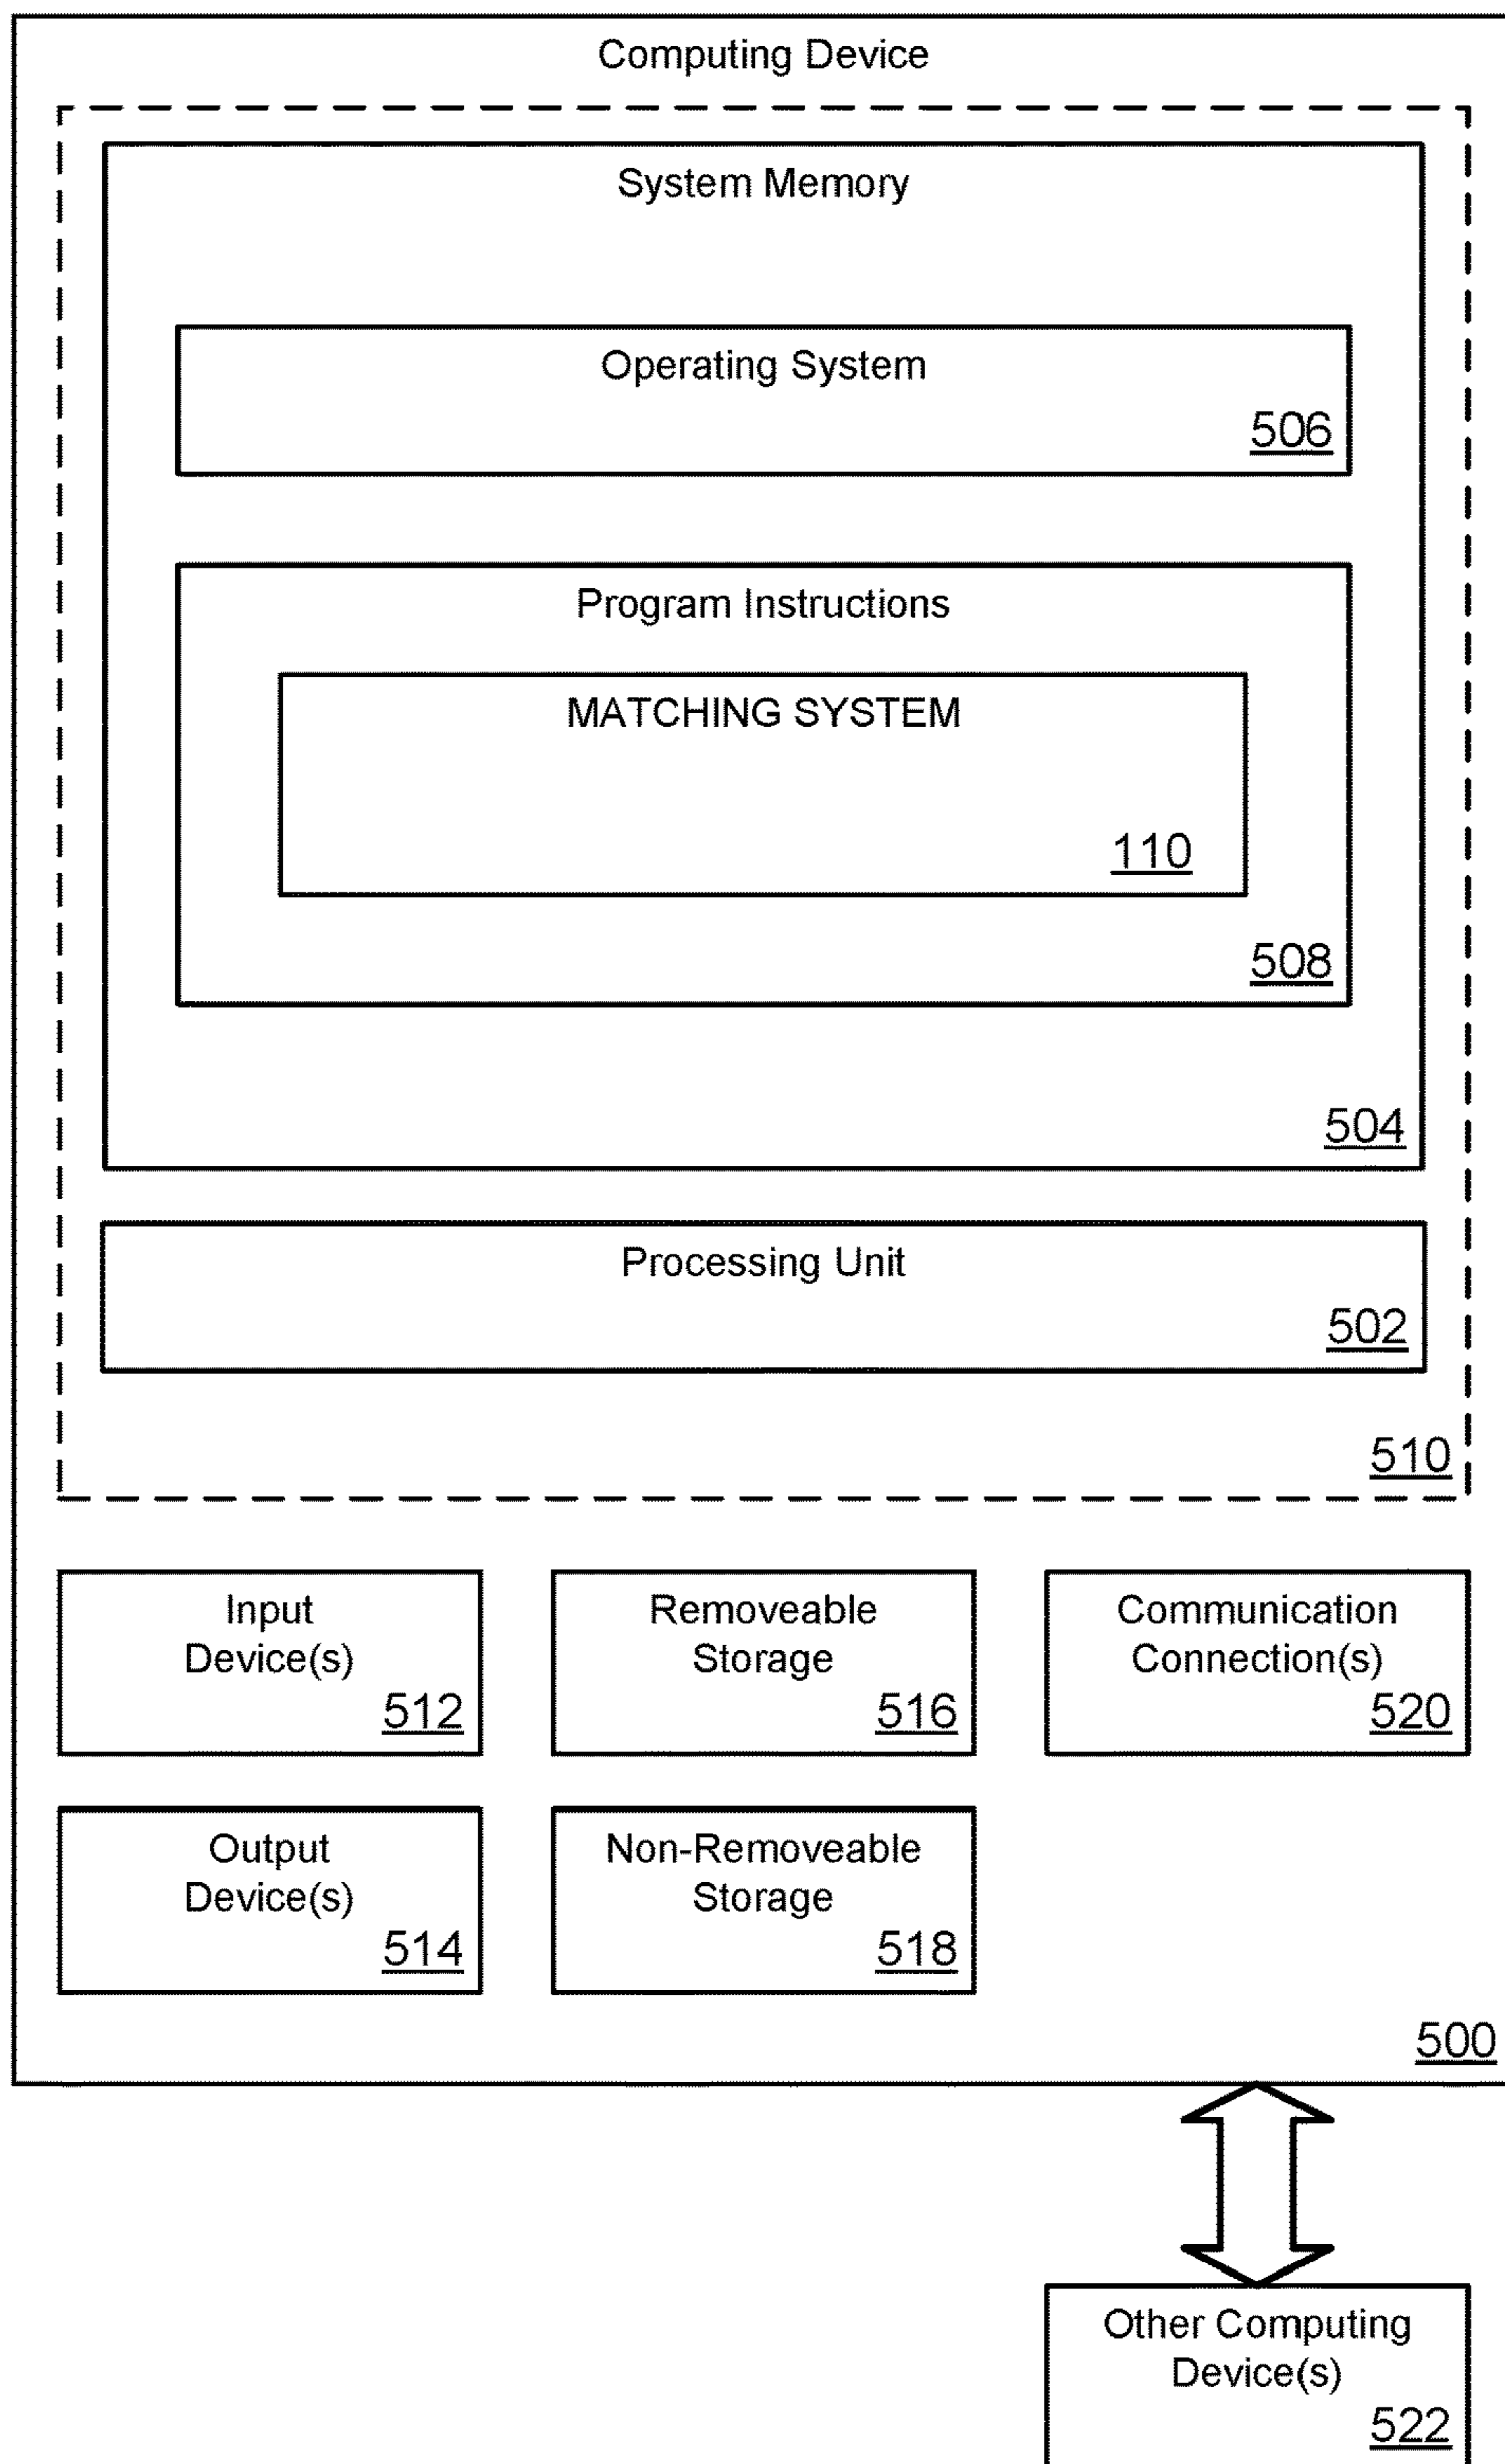 Computing Device
System Memory
Operating System
506
Program Instructions
MATCHING SYSTEM
110
508
504
Processing Unit
502
510
Input
Device(s)
512
Removeable
Storage
516
Communication
Connection(s)
520
Output
Device(s)
514
Non-Removeable
Storage
518
500
Other Computing
Device(s)
522